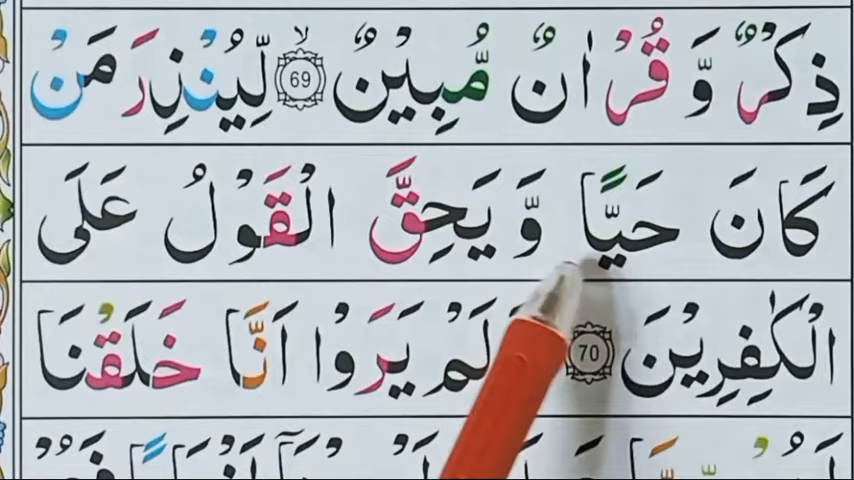 ذِكْرٌ وَّ قُرْاٰنٌ مُّبِيْنٌ ۙ 69 لِّيُنْذِرَ مَنْ
كَانَ حَيًّا وَّ يَحِقَّ الْقَوْلُ عَلَى
الْكٰفِرِيْنَ 70 لَمْ يَرَوْا اَنَّا خَلَقْنَا